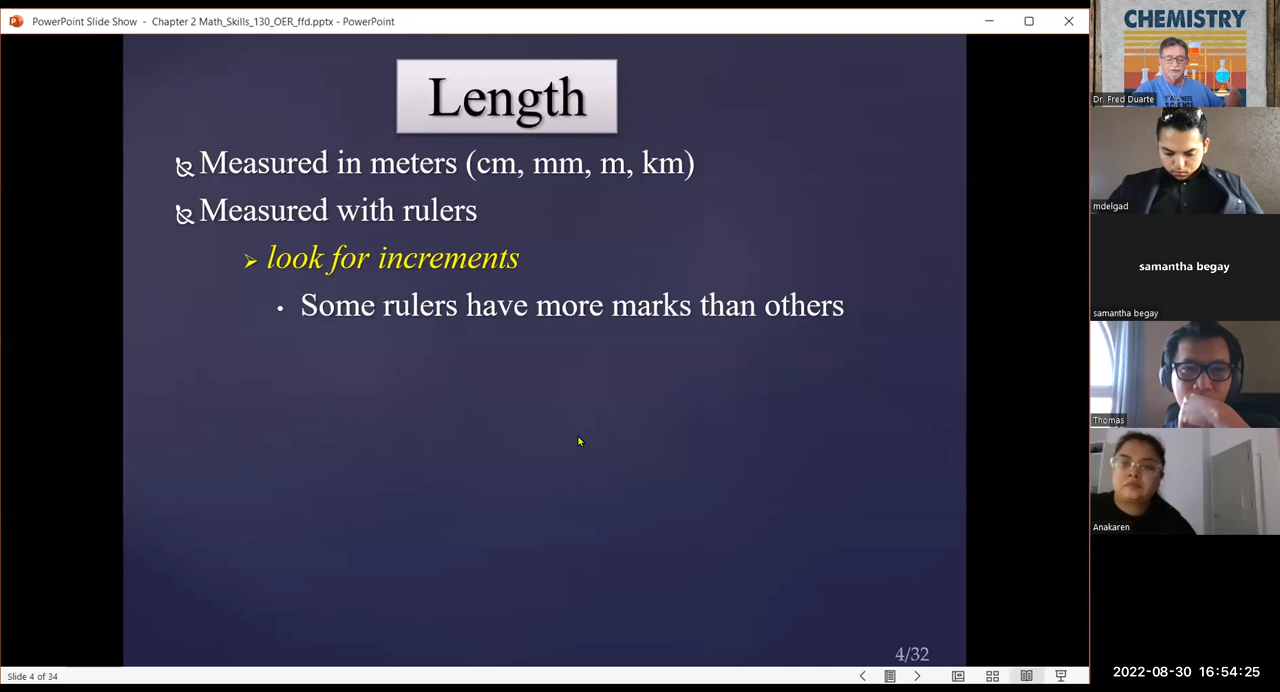 PowerPoint Slide Show - Chapter 2 Math_Skills_130_OER_ffd.pptx - PowerPoint
Length
Measured in meters (cm, mm, m, km)
Measured with rulers
look for increments
Some rulers have more marks than others
4/32
Slide 4 of 34
CHEMISTRY
Dr. Fred Duarte
mdelgad
samantha begay
samantha begay
Thomas
Anakaren
2022-08-30 16:54:25